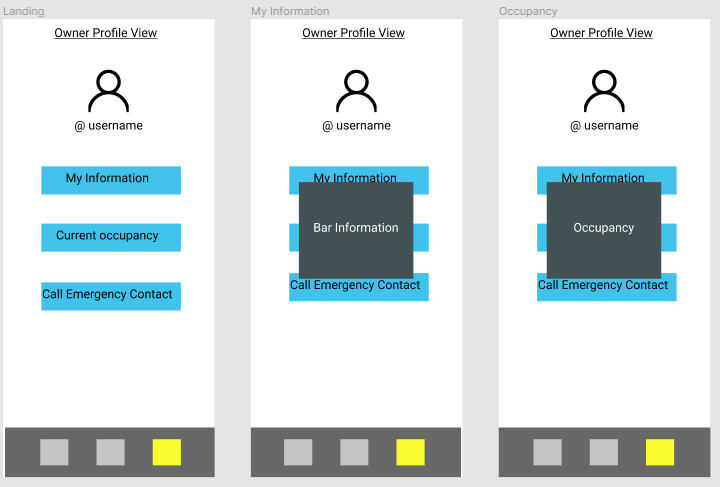 Landing
Owner Profile View
@ username
My Information
Current occupancy
Call Emergency Contact
My Information
Owner Profile View
@ username
My Information
Bar Information
Call Emergency Contact
Occupancy
Owner Profile View
@ username
My Information
Occupancy
Call Emergency Contact